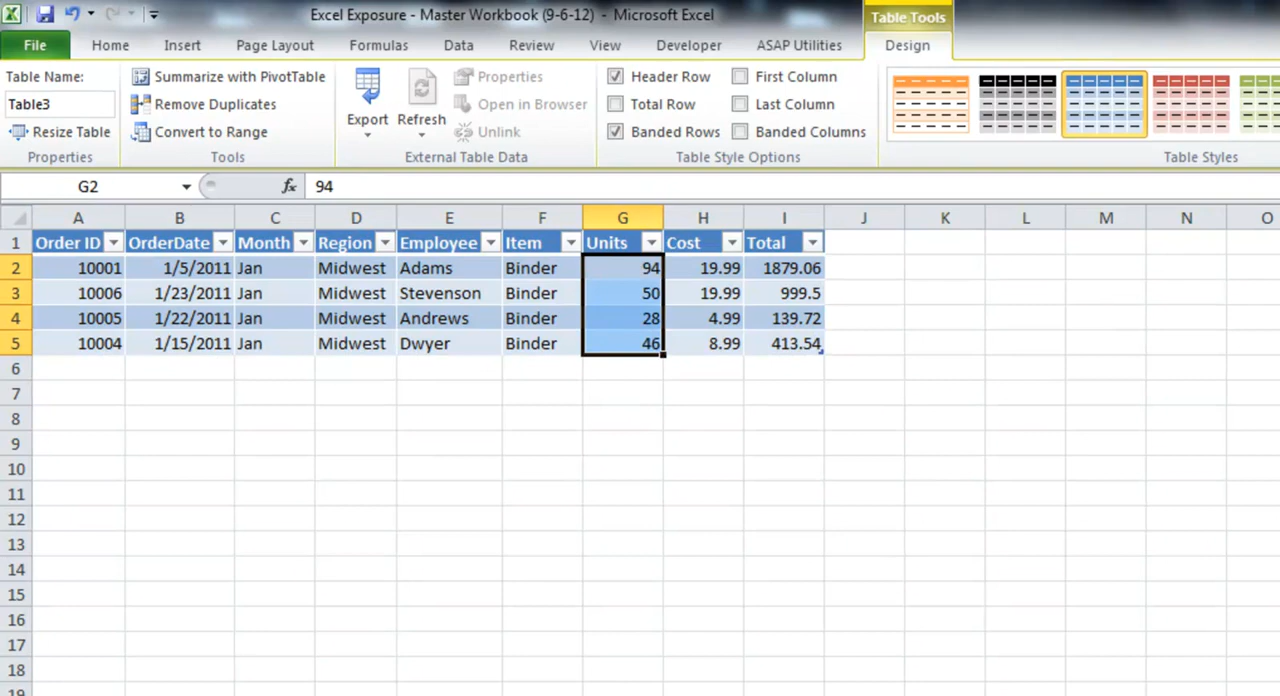 Excel Exposure - Master Workbook (9-6-12) - Microsoft Excel
Table Tools
File Home Insert Page Layout Formulas Data Review View Developer ASAP Utilities Design
Table Name:
Table3
Resize Table
Properties
Summarize with PivotTable
Remove Duplicates
Convert to Range
Tools
Export
Refresh
Properties
Open in Browser
Unlink
External Table Data
Header Row
Total Row
Banded Rows
First Column
Last Column
Banded Columns
Table Style Options
Table Styles
G2 fx 94
A B C D E F G H I J K L M N O
1 Order ID OrderDate Month Region Employee Item Units Cost Total
2 10001 1/5/2011 Jan Midwest Adams Binder 94 19.99 1879.06
3 10006 1/23/2011 Jan Midwest Stevenson Binder 50 19.99 999.5
4 10005 1/22/2011 Jan Midwest Andrews Binder 28 4.99 139.72
5 10004 1/15/2011 Jan Midwest Dwyer Binder 46 8.99 413.54
6
7
8
9
10
11
12
13
14
15
16
17
18
19